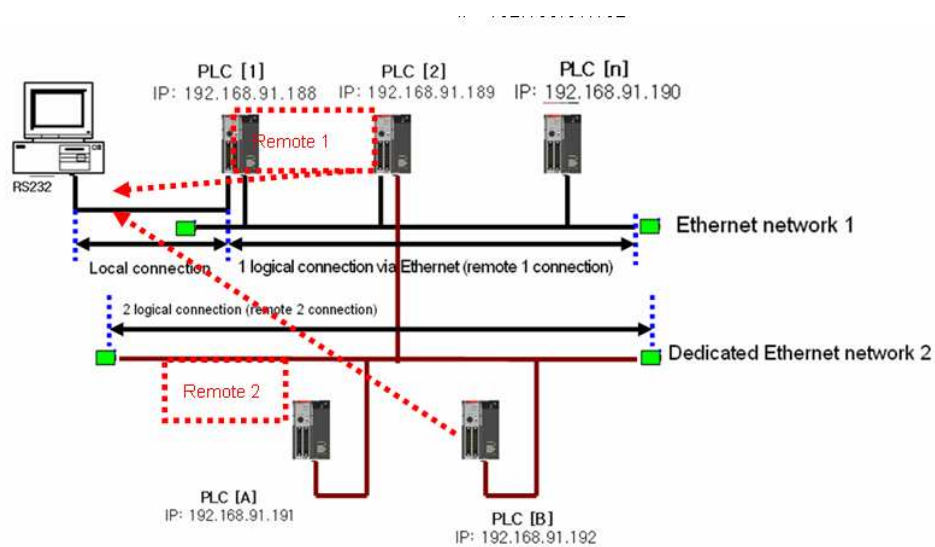 PLC [1]
IP: 192.168.91.188
PLC [2]
IP: 192.168.91.189
PLC [n]
IP: 192.168.91.190
Remote 1
RS232
Ethernet network 1
Local connection
1 logical connection via Ethernet (remote 1 connection)
2 logical connection (remote 2 connection)
Dedicated Ethernet network 2
Remote 2
PLC [A]
IP: 192.168.91.191
PLC [B]
IP: 192.168.91.192